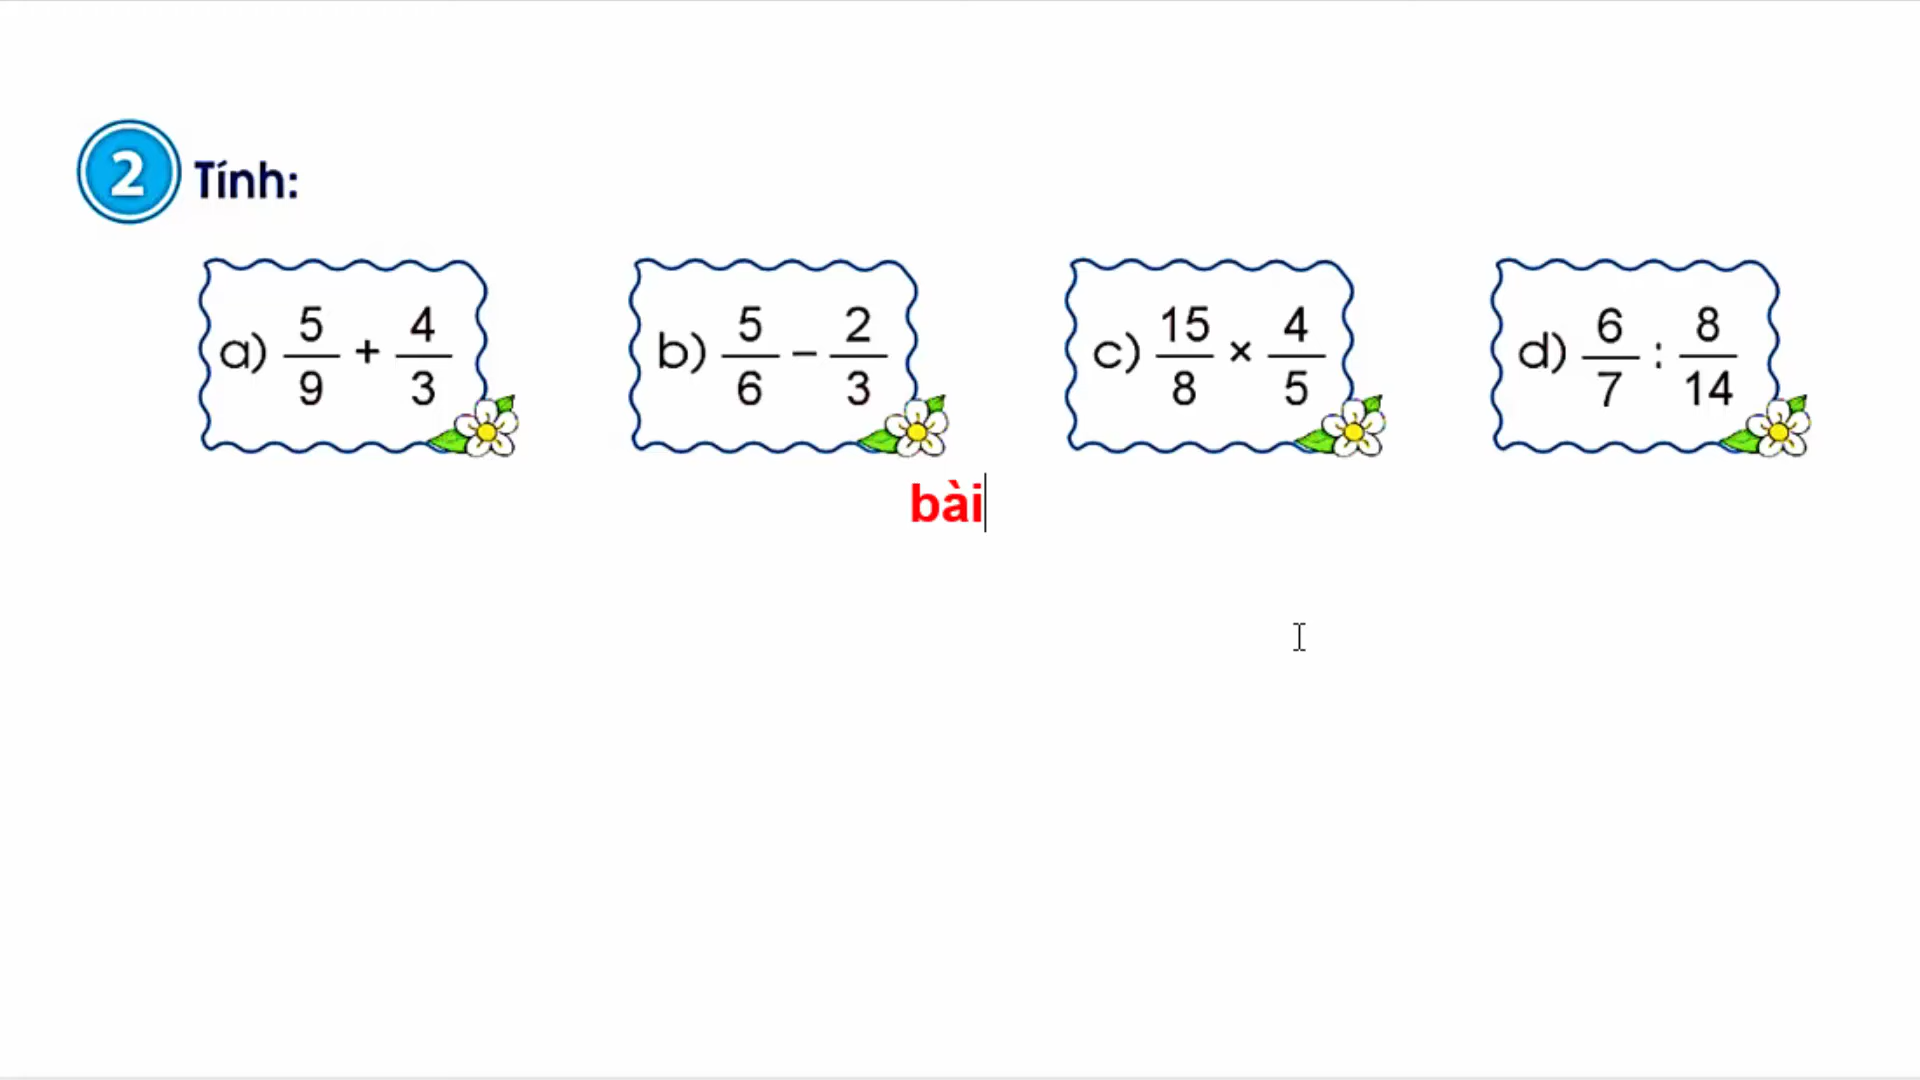 2 Tính:
a) 5/9 + 4/3
b) 5/6 − 2/3
c) 15/8 × 4/5
d) 6/7 : 8/14
bài